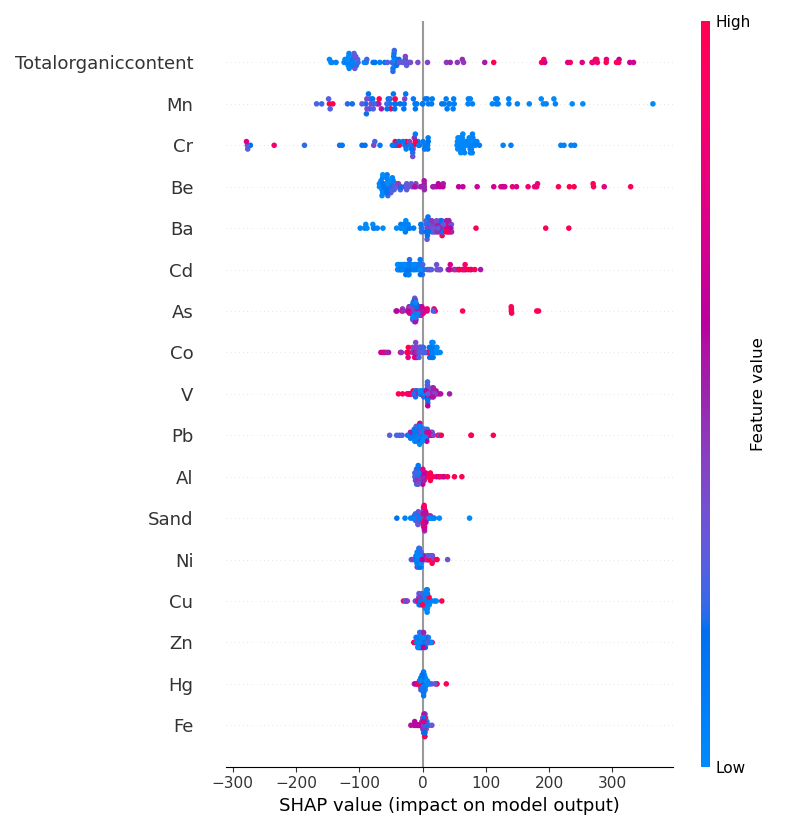 High
Totalorganiccontent
Mn
Cr
Be
Ba
Cd
As
Co
V
Pb
Al
Sand
Ni
Cu
Zn
Hg
Fe
Feature value
Low
−300 −200 −100 0 100 200 300
SHAP value (impact on model output)